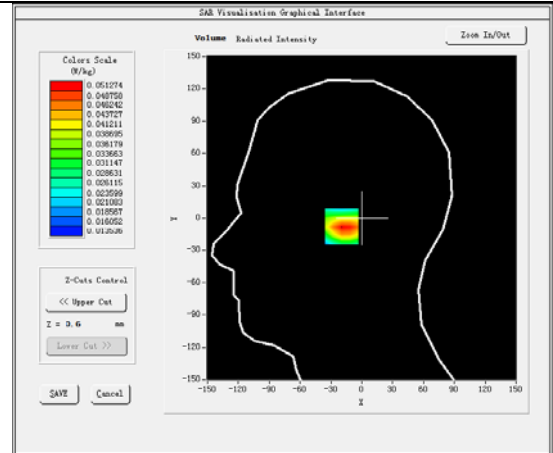 SAR Visualisation Graphical Interface
Volume Radiated Intensity
Zoom In/Out
Colors Scale
(W/kg)
0.051274
0.048758
0.046242
0.043727
0.041211
0.038695
0.036179
0.033663
0.031147
0.028631
0.026115
0.023599
0.021083
0.018567
0.016052
0.013536
Z-Cuts Control
<< Upper Cut
Z = 3.6 mm
Lower Cut >>
SAVE Cancel
150
120
90
60
30
0
-30
-60
-90
-120
-150
Y
-150 -120 -90 -60 -30 0 30 60 90 120 150
X